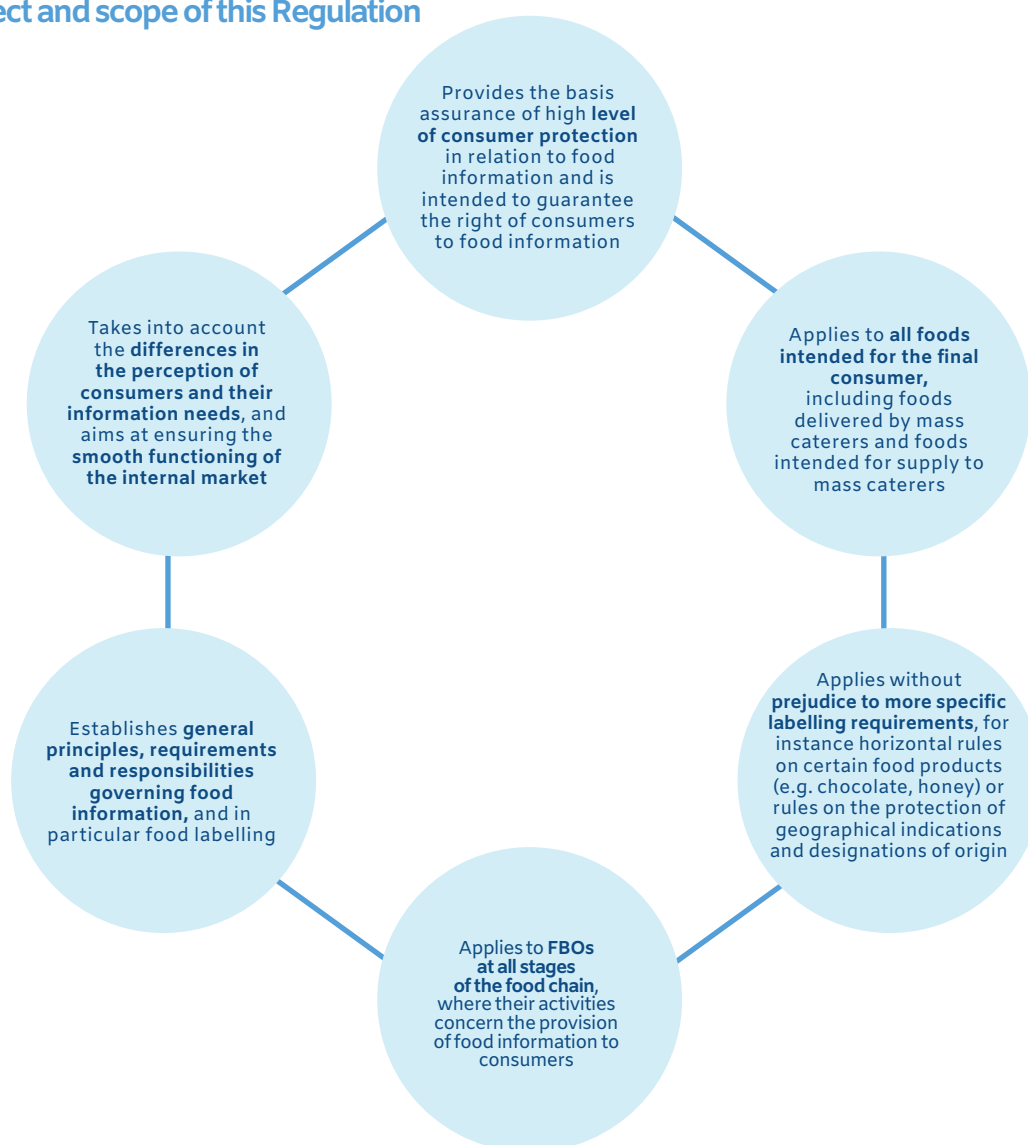 ect and scope of this Regulation
Provides the basis
assurance of high level
of consumer protection
in relation to food
information and is
intended to guarantee
the right of consumers
to food information
Applies to all foods
intended for the final
consumer,
including foods
delivered by mass
caterers and foods
intended for supply to
mass caterers
Applies without
prejudice to more specific
labelling requirements, for
instance horizontal rules
on certain food products
(e.g. chocolate, honey) or
rules on the protection of
geographical indications
and designations of origin
Applies to FBOs
at all stages
of the food chain,
where their activities
concern the provision
of food information to
consumers
Establishes general
principles, requirements
and responsibilities
governing food
information, and in
particular food labelling
Takes into account
the differences in
the perception of
consumers and their
information needs, and
aims at ensuring the
smooth functioning of
the internal market